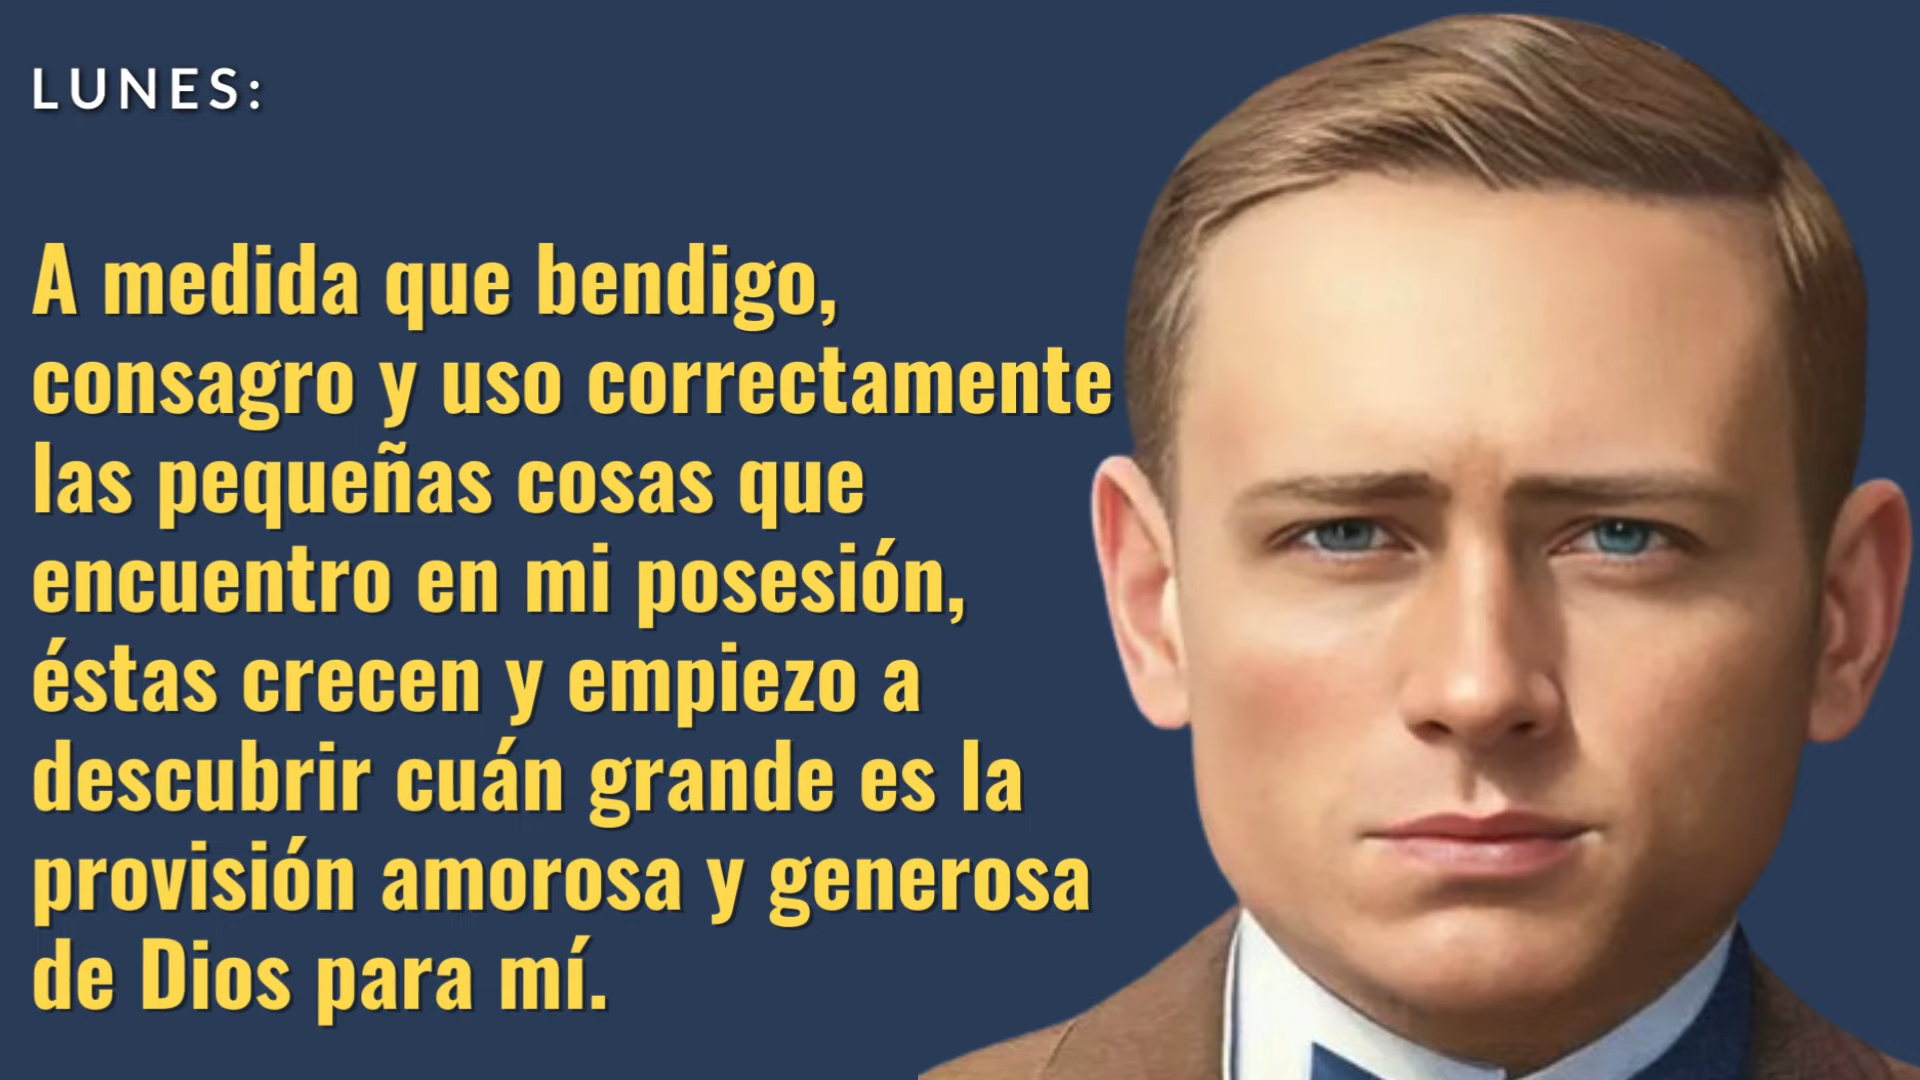 LUNES:
A medida que bendigo,
consagro y uso correctamente
las pequeñas cosas que
encuentro en mi posesión,
éstas crecen y empiezo a
descubrir cuán grande es la
provisión amorosa y generosa
de Dios para mí.